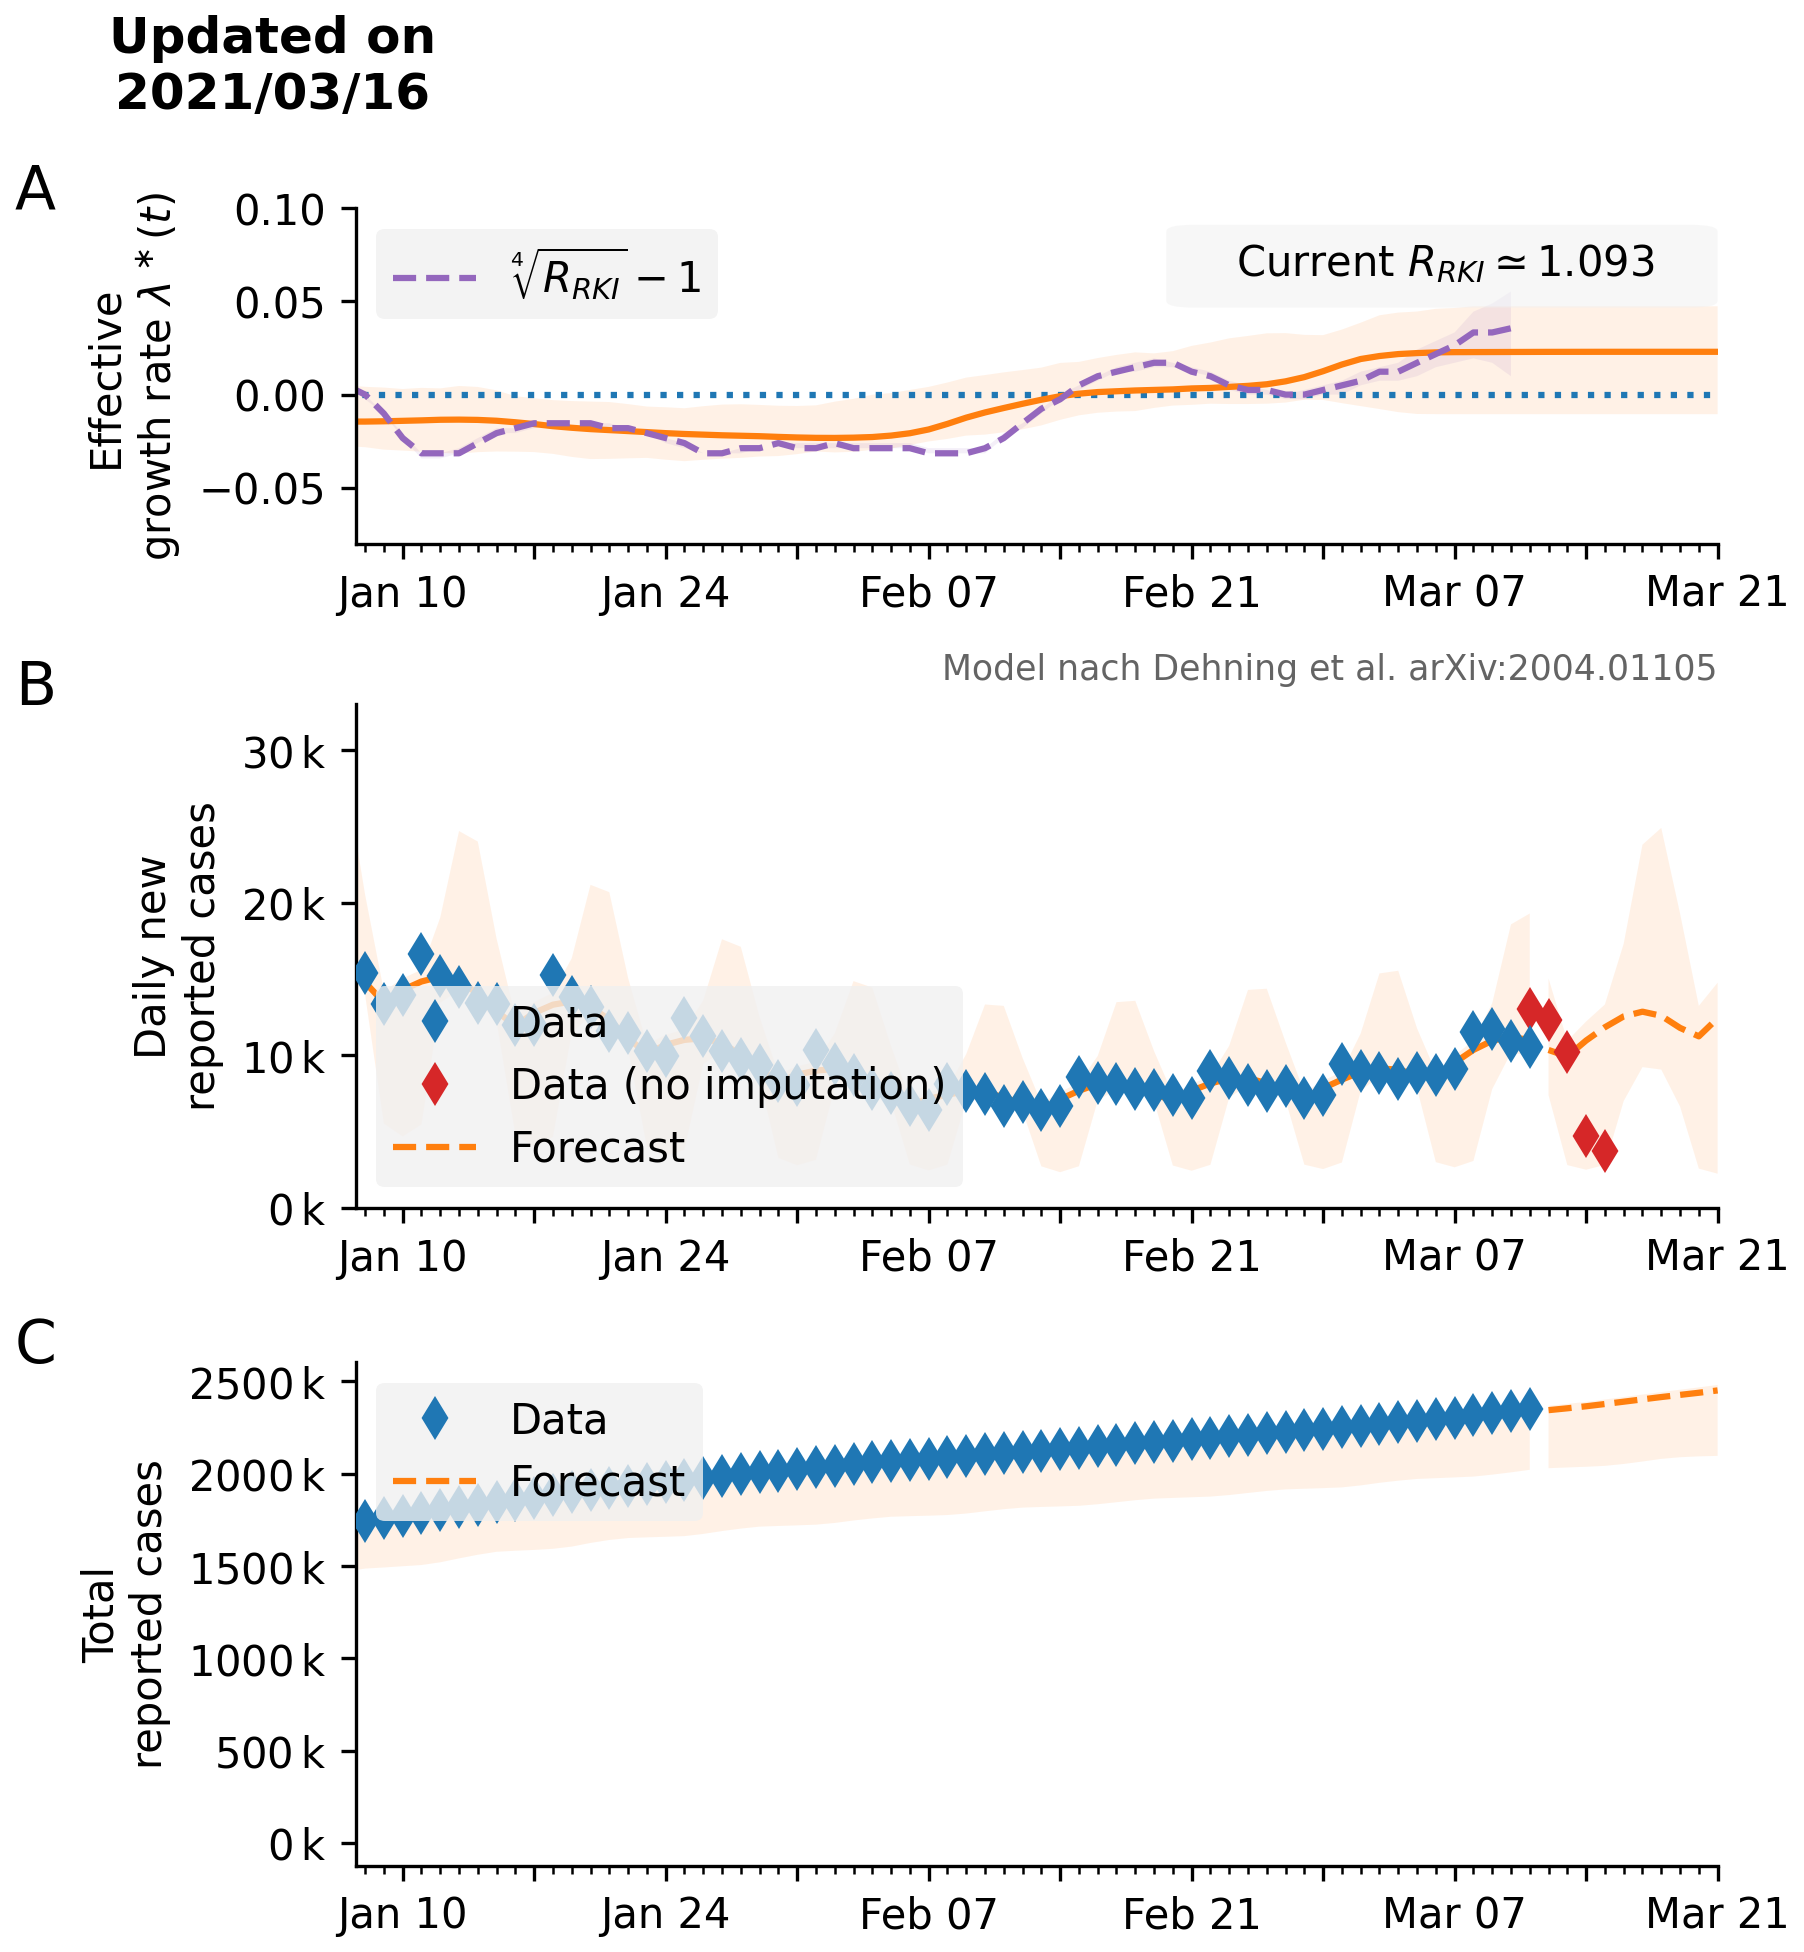 Updated on
2021/03/16
A
Effective
growth rate λ * (t)
0.10
0.05
0.00
−0.05
∜R_RKI − 1
Current R_RKI ≃ 1.093
Jan 10
Jan 24
Feb 07
Feb 21
Mar 07
Mar 21
B
Model nach Dehning et al. arXiv:2004.01105
Daily new
reported cases
30 k
20 k
10 k
0 k
Data
Data (no imputation)
Forecast
Jan 10
Jan 24
Feb 07
Feb 21
Mar 07
Mar 21
C
Total
reported cases
2500 k
2000 k
1500 k
1000 k
500 k
0 k
Data
Forecast
Jan 10
Jan 24
Feb 07
Feb 21
Mar 07
Mar 21